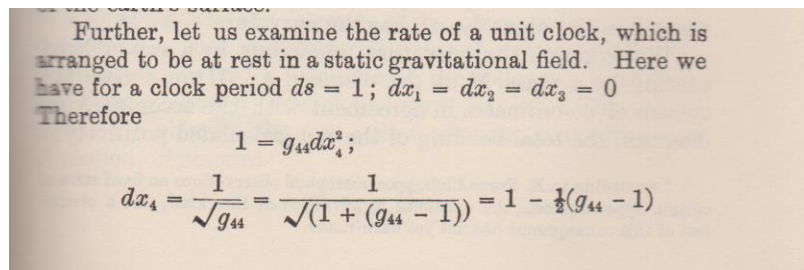 Further, let us examine the rate of a unit clock, which is
arranged to be at rest in a static gravitational field. Here we
have for a clock period ds = 1; dx₁ = dx₂ = dx₃ = 0
Therefore
1 = g₄₄dx₄²;
dx₄ = 1/√g₄₄ = 1/√(1 + (g₄₄ − 1)) = 1 − ½(g₄₄ − 1)